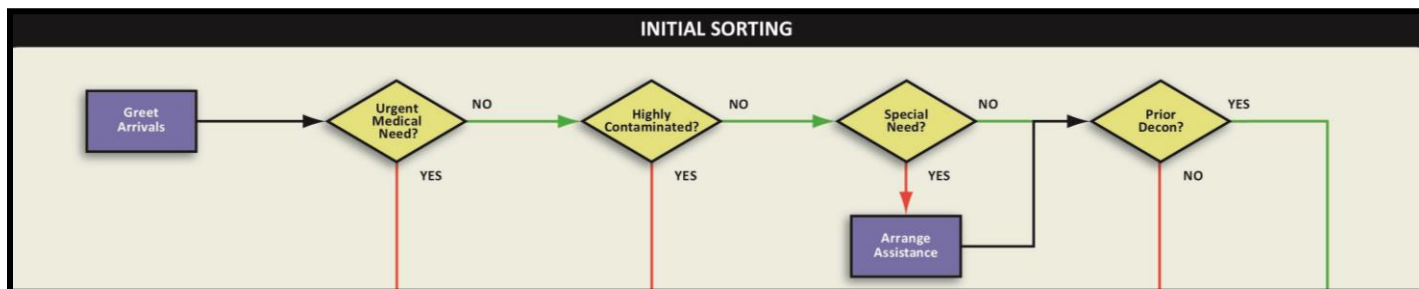 INITIAL SORTING
Greet
Arrivals
Urgent
Medical
Need?
NO
YES
Highly
Contaminated?
NO
YES
Special
Need?
NO
YES
Arrange
Assistance
Prior
Decon?
YES
NO